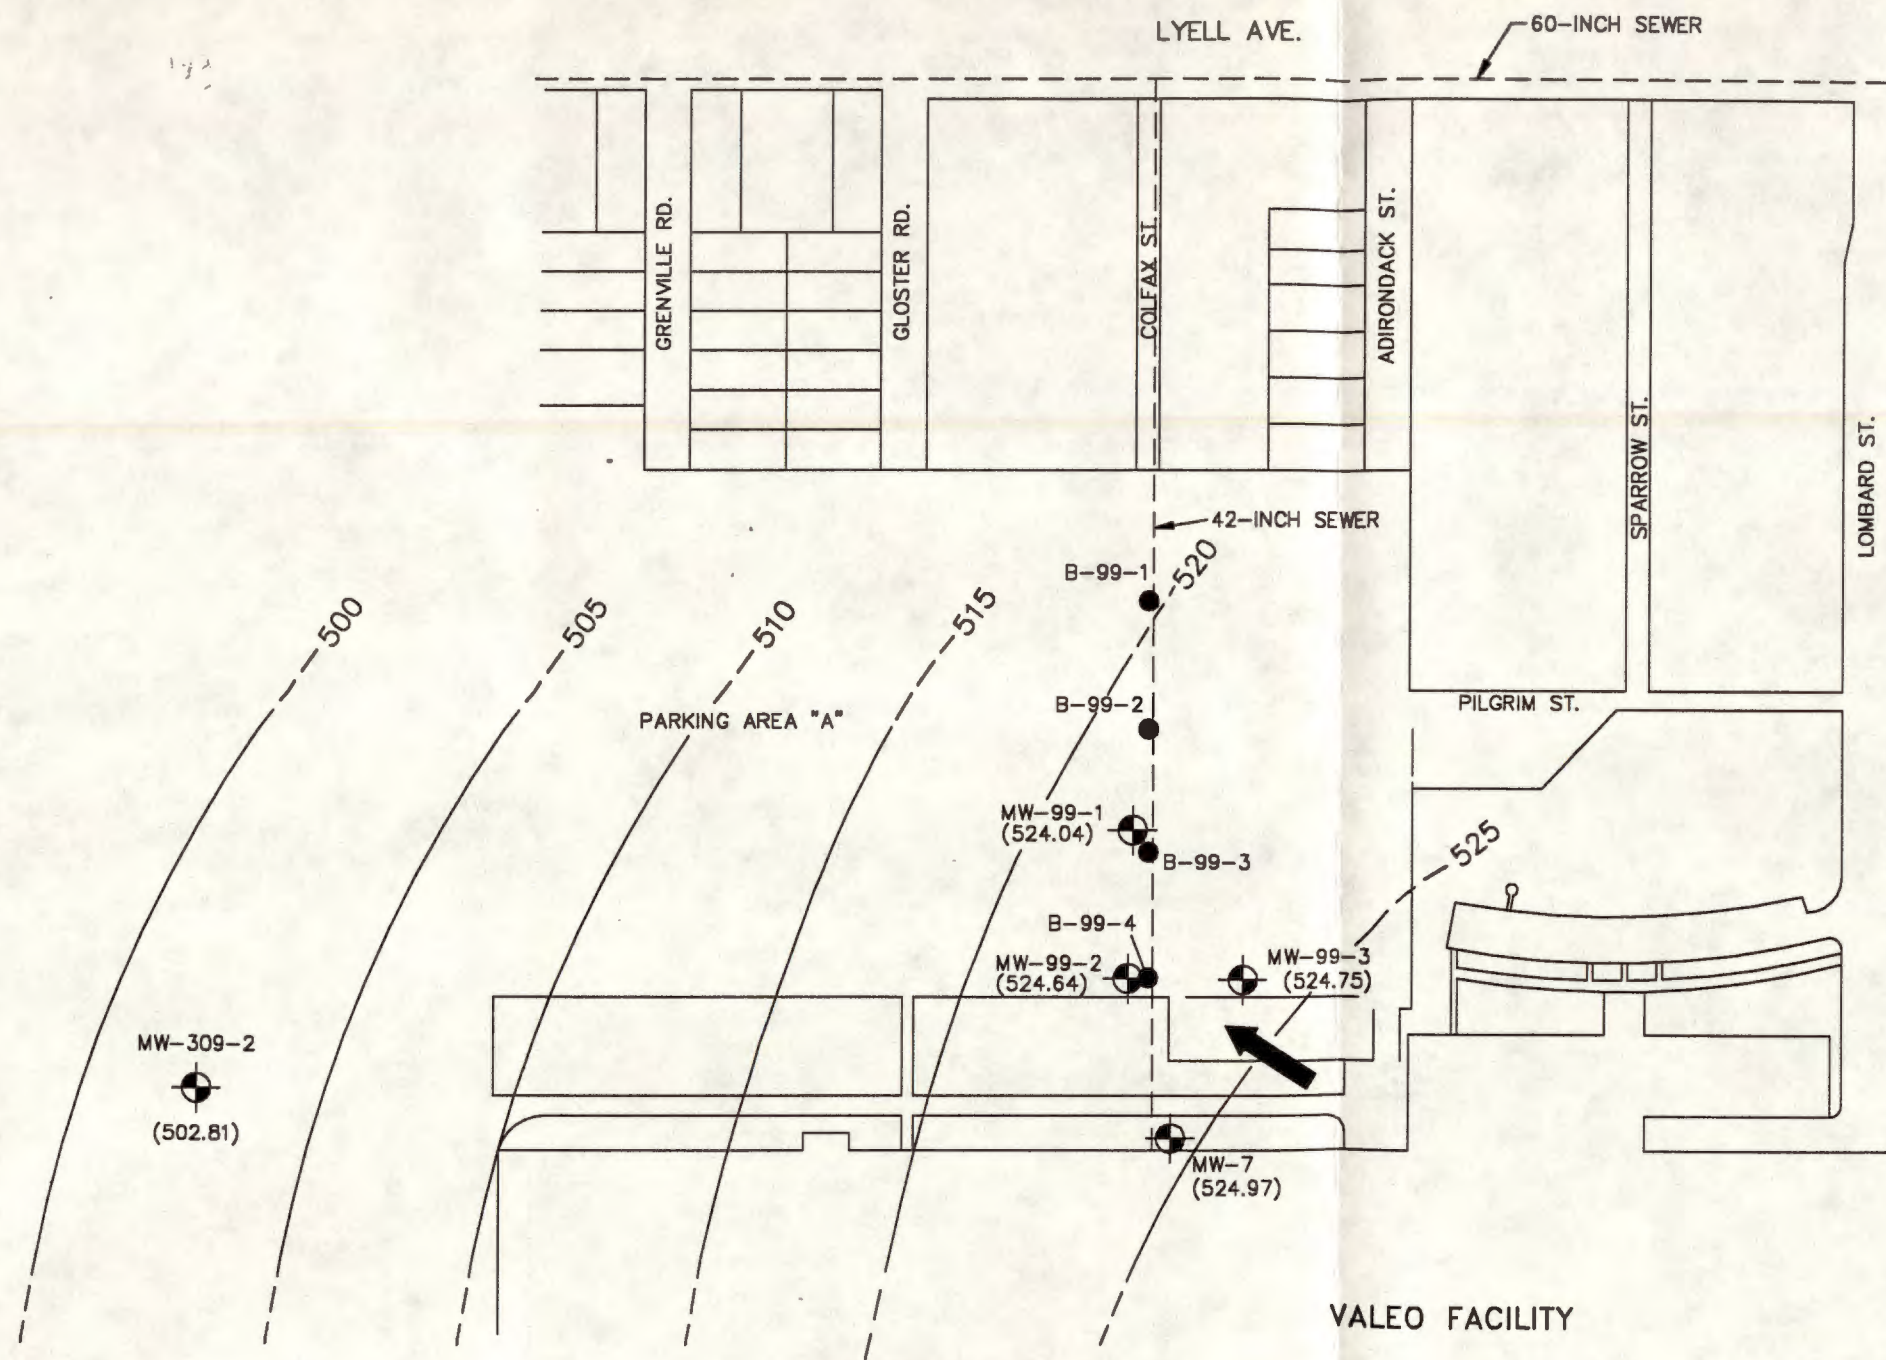 LYELL AVE.
60-INCH SEWER
GRENVILLE RD.
GLOSTER RD.
COLFAX ST.
ADIRONDACK ST.
SPARROW ST.
LOMBARD ST.
42-INCH SEWER
B-99-1
520
500
505
510
515
B-99-2
PILGRIM ST.
PARKING AREA "A"
MW-99-1
(524.04)
B-99-3
525
B-99-4
MW-99-2
(524.64)
MW-99-3
(524.75)
MW-309-2
(502.81)
MW-7
(524.97)
VALEO FACILITY